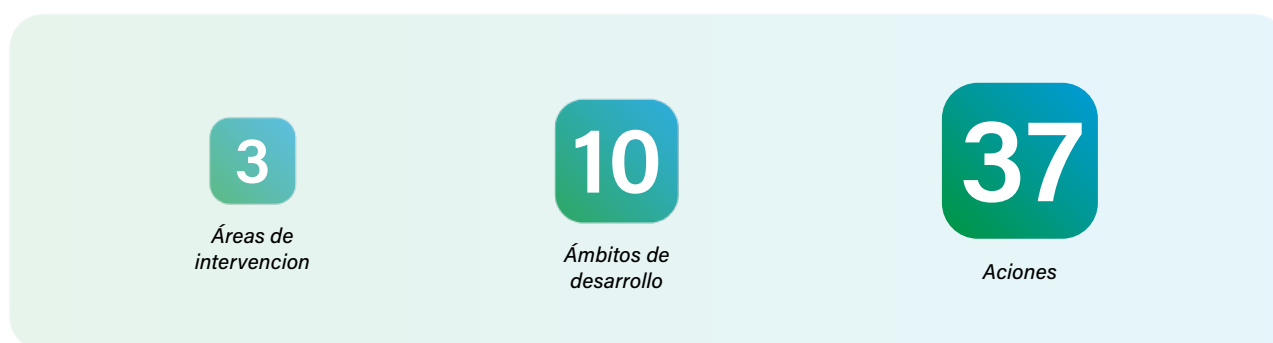 3
Áreas de
intervencion
10
Ámbitos de
desarrollo
37
Aciones